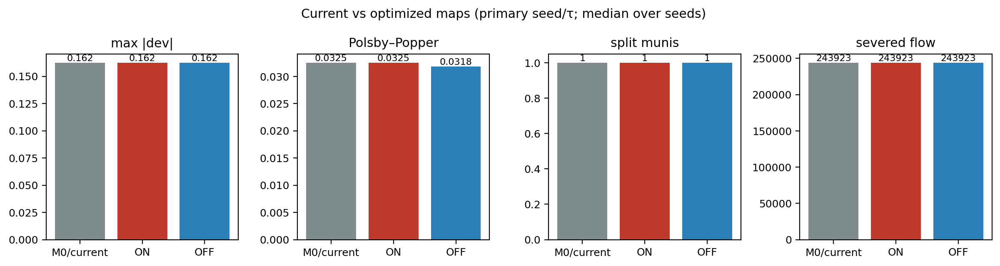 Current vs optimized maps (primary seed/τ; median over seeds)
max |dev|
0.162 0.162 0.162
0.150
0.125
0.100
0.075
0.050
0.025
0.000
M0/current ON OFF
Polsby–Popper
0.0325 0.0325 0.0318
0.030
0.025
0.020
0.015
0.010
0.005
0.000
M0/current ON OFF
split munis
1 1 1
1.0
0.8
0.6
0.4
0.2
0.0
M0/current ON OFF
severed flow
243923 243923 243923
250000
200000
150000
100000
50000
0
M0/current ON OFF